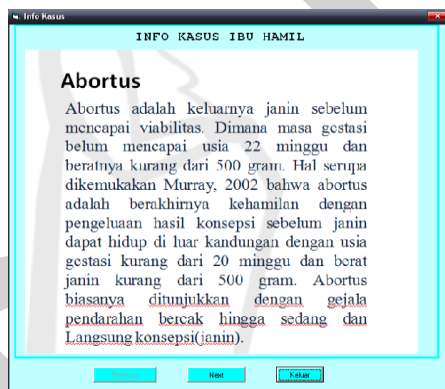 Info Kasus
INFO KASUS IBU HAMIL
Abortus
Abortus adalah keluarnya janin sebelum
mencapai viabilitas. Dimana masa gestasi
belum mencapai usia 22 minggu dan
beratnya kurang dari 500 gram. Hal serupa
dikemukakan Murray, 2002 bahwa abortus
adalah berakhirnya kehamilan dengan
pengeluaan hasil konsepsi sebelum janin
dapat hidup di luar kandungan dengan usia
gestasi kurang dari 20 minggu dan berat
janin kurang dari 500 gram. Abortus
biasanya ditunjukkan dengan gejala
pendarahan bercak hingga sedang dan
Langsung konsepsi(janin).
Next Keluar